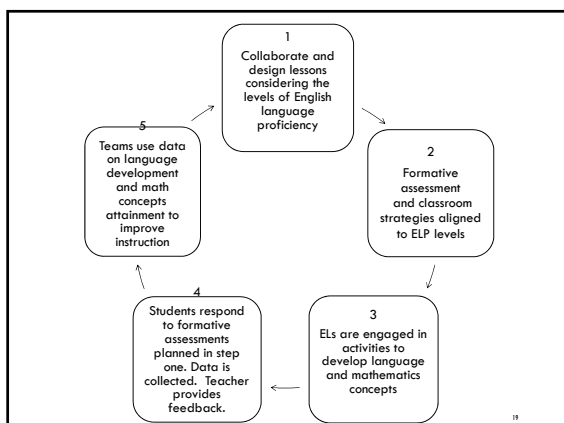 1
Collaborate and
design lessons
considering the
levels of English
language
proficiency
2
Formative
assessment
and classroom
strategies aligned
to ELP levels
3
ELs are engaged in
activities to
develop language
and mathematics
concepts
4
Students respond
to formative
assessments
planned in step
one. Data is
collected. Teacher
provides
feedback.
5
Teams use data
on language
development
and math
concepts
attainment to
improve
instruction
19